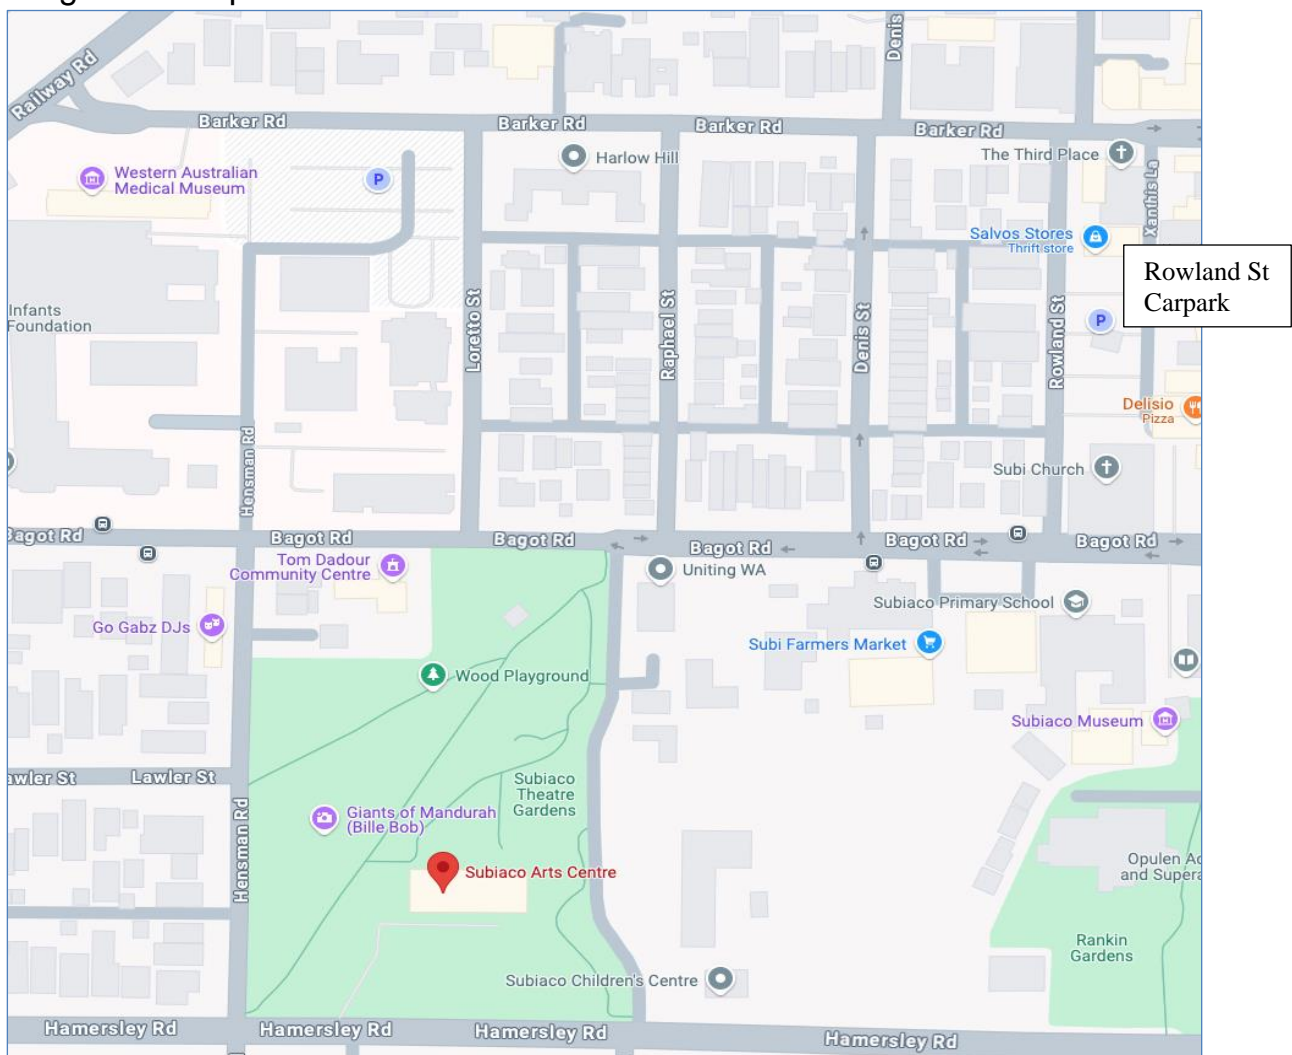 Railway Rd
Denis
Barker Rd
Barker Rd
Barker Rd
Barker Rd
Western Australian
Medical Museum
P
Harlow Hill
The Third Place
Xanthis La
Salvos Stores
Thrift store
Rowland St
Carpark
Infants
Foundation
Loretto St
Raphael St
Denis St
Rowland St
P
Delisio
Pizza
Hensman Rd
Subi Church
Bagot Rd
Bagot Rd
Bagot Rd
Bagot Rd
Bagot Rd
Bagot Rd
Tom Dadour
Community Centre
Uniting WA
Subiaco Primary School
Go Gabz DJs
Subi Farmers Market
Wood Playground
Subiaco Museum
Lawler St
Subiaco
Theatre
Gardens
Giants of Mandurah
(Bille Bob)
Hensman Rd
Subiaco Arts Centre
Opulen
and Supera
Rankin
Gardens
Subiaco Children's Centre
Hamersley Rd
Hamersley Rd
Hamersley Rd
Hamersley Rd